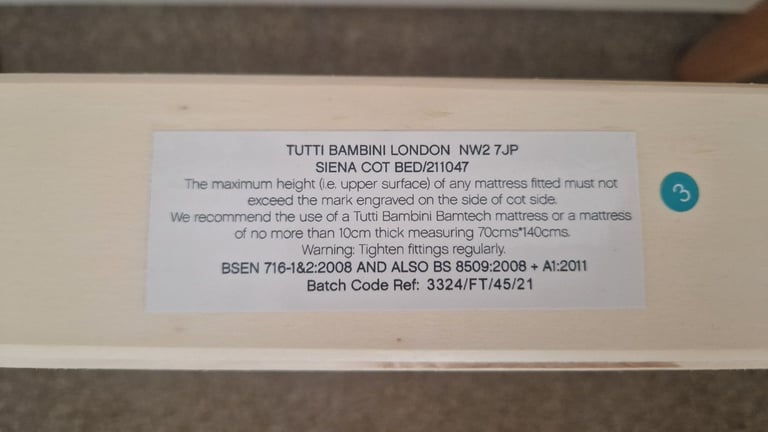 TUTTI BAMBINI LONDON NW2 7JP
SIENA COT BED/211047
The maximum height (i.e. upper surface) of any mattress fitted must not
exceed the mark engraved on the side of cot side.
We recommend the use of a Tutti Bambini Bamtech mattress or a mattress
of no more than 10cm thick measuring 70cms*140cms.
Warning: Tighten fittings regularly.
BSEN 716-1&2:2008 AND ALSO BS 8509:2008 + A1:2011
Batch Code Ref: 3324/FT/45/21
3